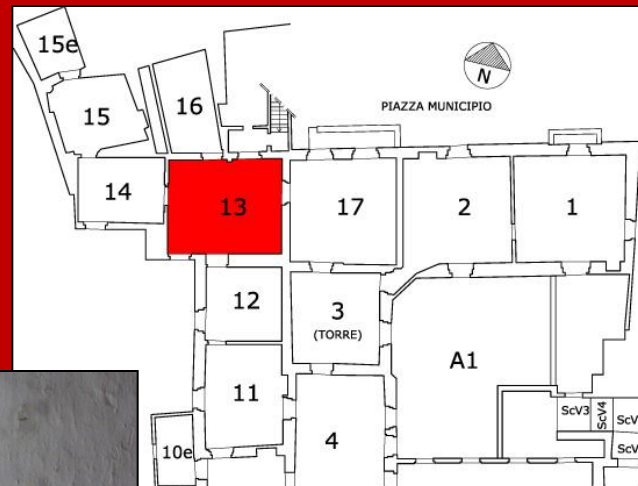 15e
16
N
PIAZZA MUNICIPIO
15
14
13
17
2
1
12
3
(TORRE)
A1
11
ScV3
ScV4
ScV
10e
4
ScV